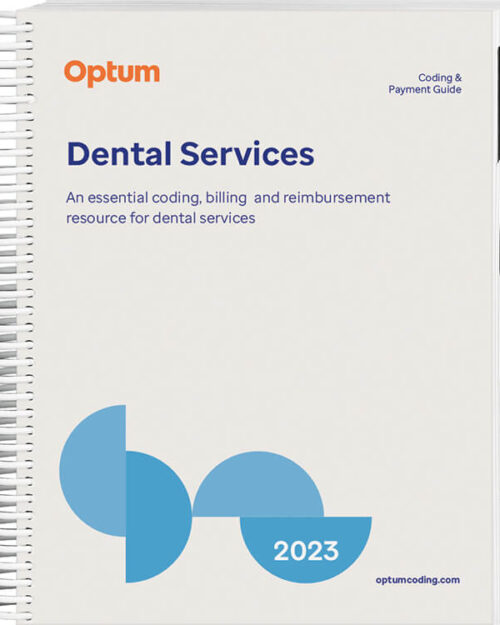 Optum
Coding &
Payment Guide
Dental Services
An essential coding, billing and reimbursement
resource for dental services
2023
optumcoding.com